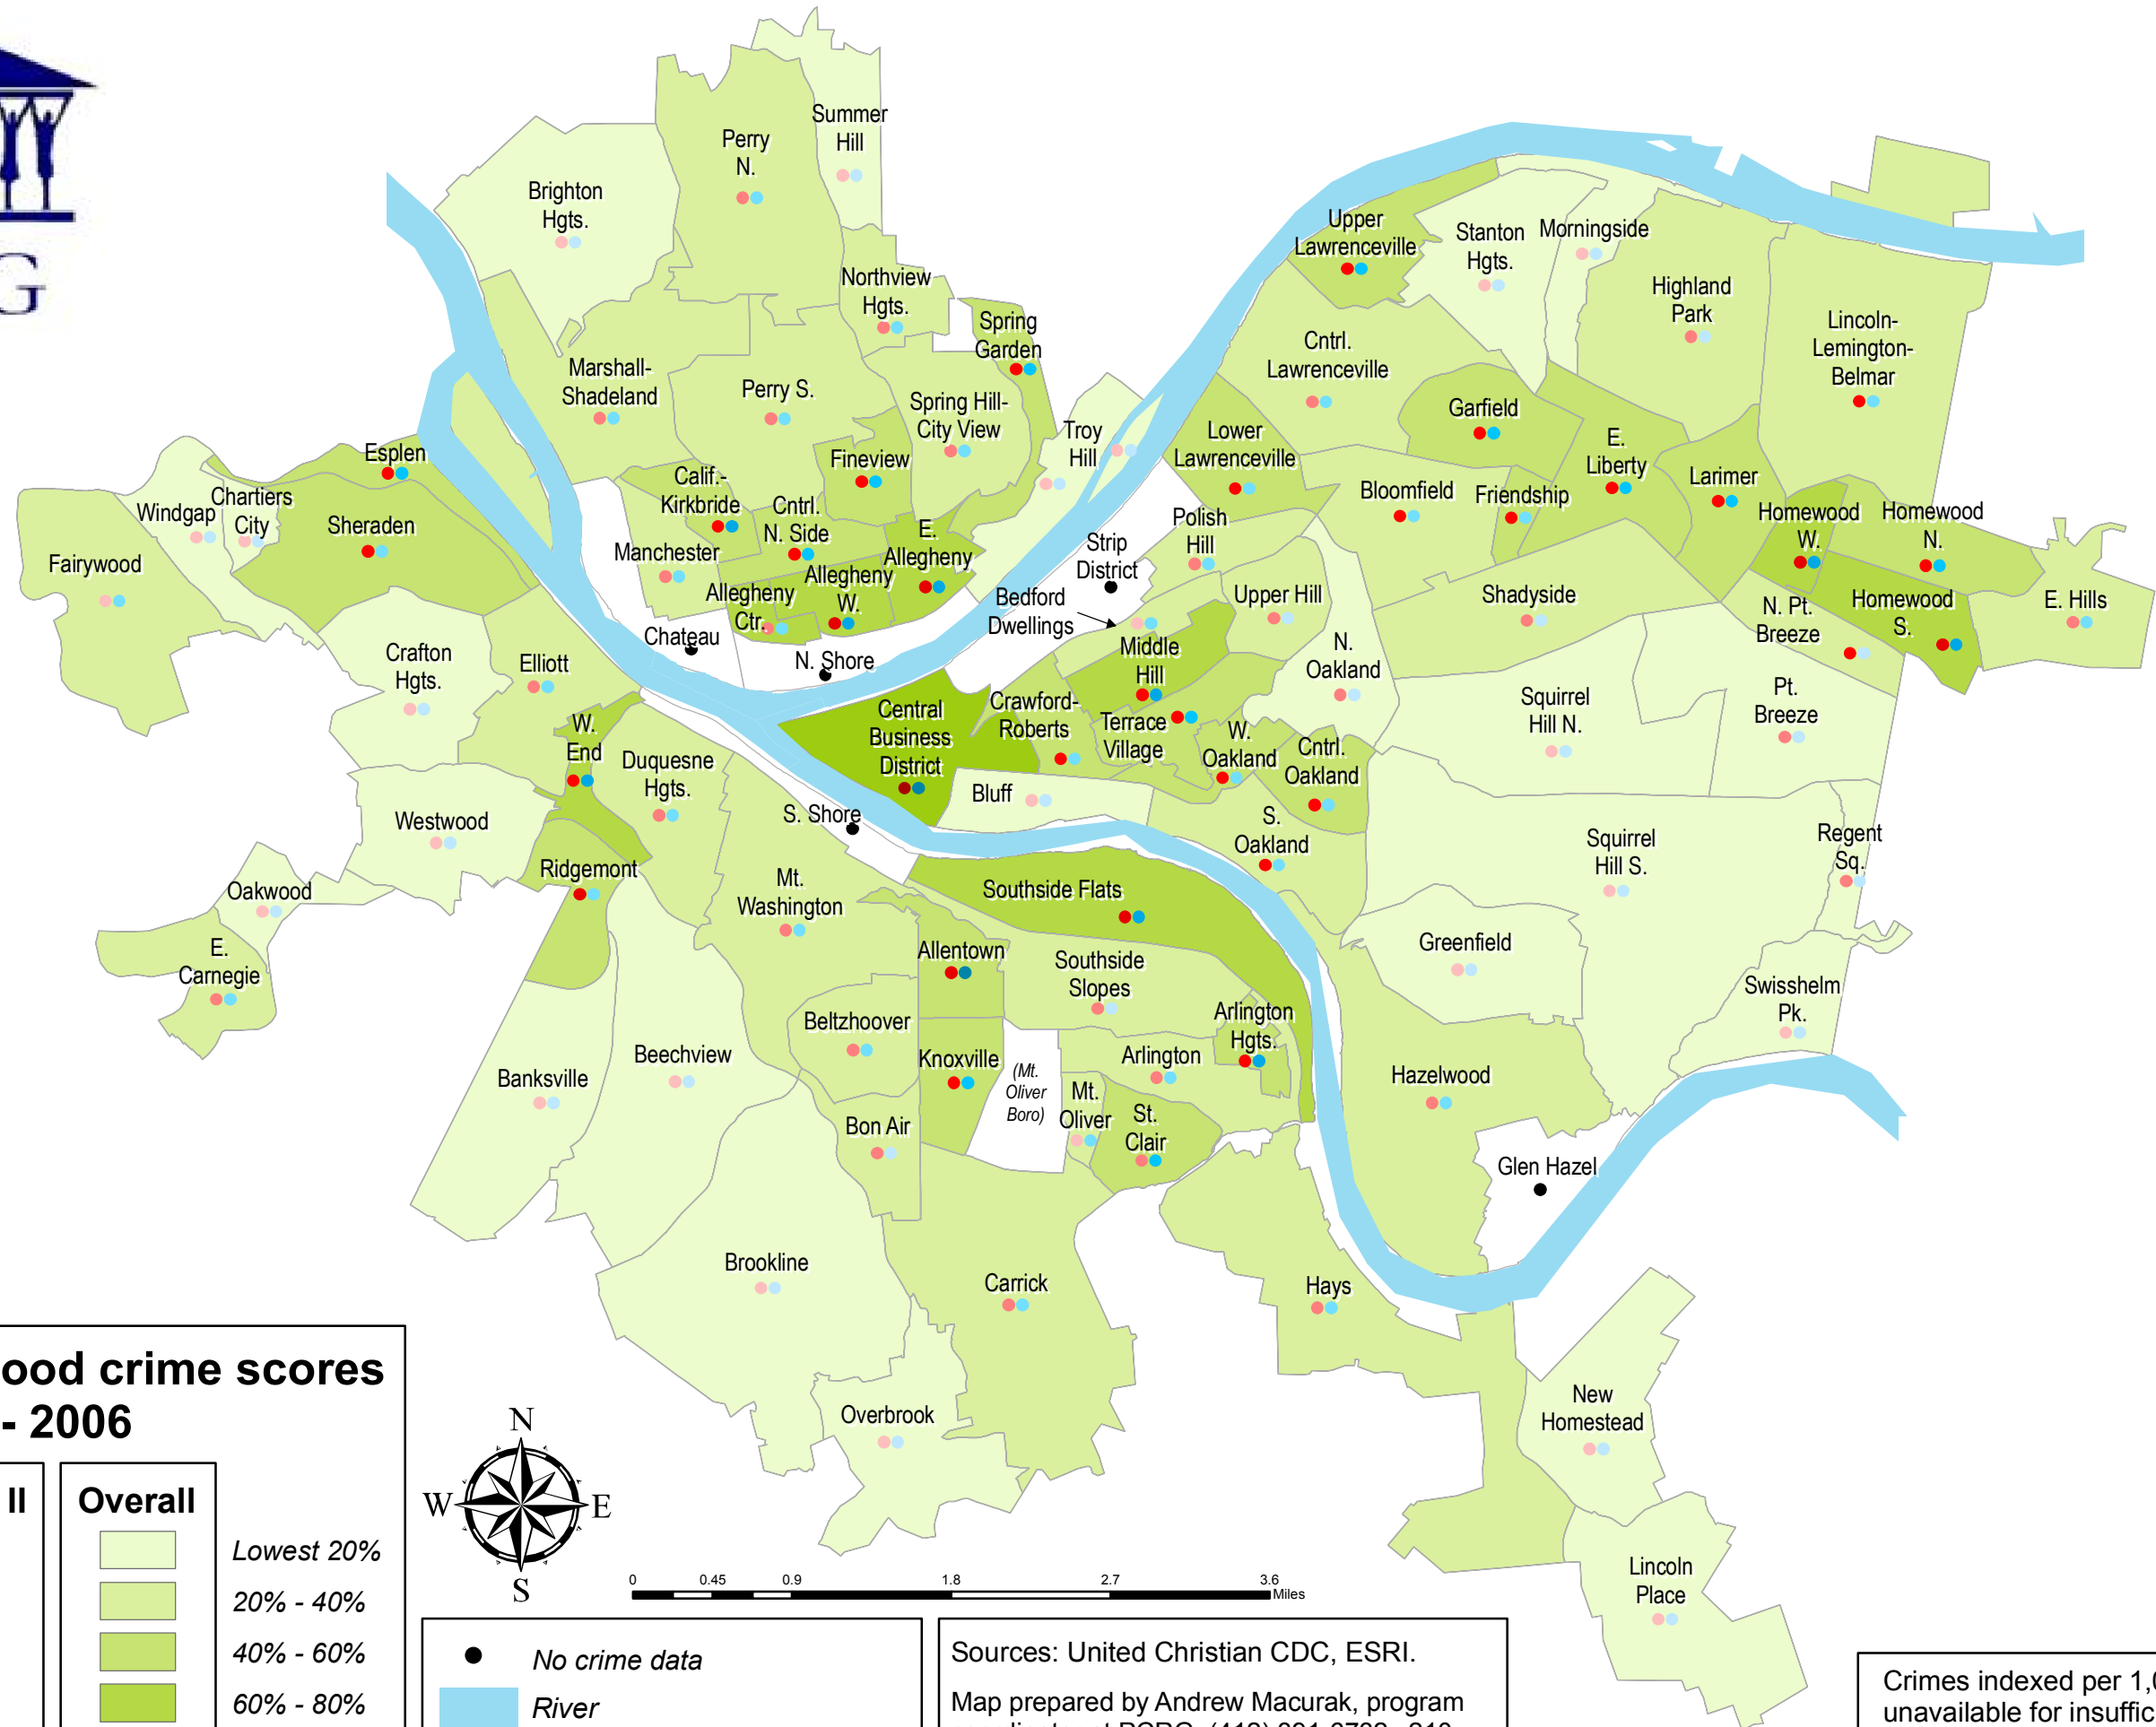 G
Summer
Hill
Perry
N.
Brighton
Hgts.
Northview
Hgts.
Spring
Garden
Marshall-
Shadeland
Perry S.
Spring Hill-
City View
Troy
Hill
Fineview
Calif.-
Kirkbride
Cntrl.
N. Side
E.
Allegheny
Manchester
Allegheny
W.
Allegheny
Ctr.
Chateau
N. Shore
Strip
District
Polish
Hill
Bedford
Dwellings
Upper
Lawrenceville
Stanton
Hgts.
Morningside
Highland
Park
Lincoln-
Lemington-
Belmar
Cntrl.
Lawrenceville
Garfield
Lower
Lawrenceville
Bloomfield
Friendship
E.
Liberty
Larimer
Homewood
W.
Homewood
N.
Homewood
S.
E. Hills
N. Pt.
Breeze
Pt.
Breeze
Shadyside
Upper Hill
N.
Oakland
Middle
Hill
Crawford-
Roberts
Terrace
Village
W.
Oakland
Cntrl.
Oakland
S.
Oakland
Squirrel
Hill N.
Squirrel
Hill S.
Regent
Sq.
Greenfield
Swisshelm
Pk.
Hazelwood
Glen Hazel
Central
Business
District
Bluff
S. Shore
Esplen
Windgap
Chartiers
City
Sheraden
Fairywood
Crafton
Hgts.
Elliott
W.
End
Duquesne
Hgts.
Westwood
Ridgemont
Oakwood
E.
Carnegie
Mt.
Washington
Southside Flats
Allentown
Southside
Slopes
Arlington
Hgts.
Beltzhoover
Knoxville
(Mt.
Oliver
Boro)
Arlington
Mt.
Oliver
St.
Clair
Banksville
Beechview
Bon Air
Brookline
Carrick
Hays
Overbrook
New
Homestead
Lincoln
Place
ood crime scores
- 2006
II
Overall
Lowest 20%
20% - 40%
40% - 60%
60% - 80%
N
W E
S
0 0.45 0.9 1.8 2.7 3.6
Miles
No crime data
River
Sources: United Christian CDC, ESRI.
Map prepared by Andrew Macurak, program
Crimes indexed per 1,0
unavailable for insuffic